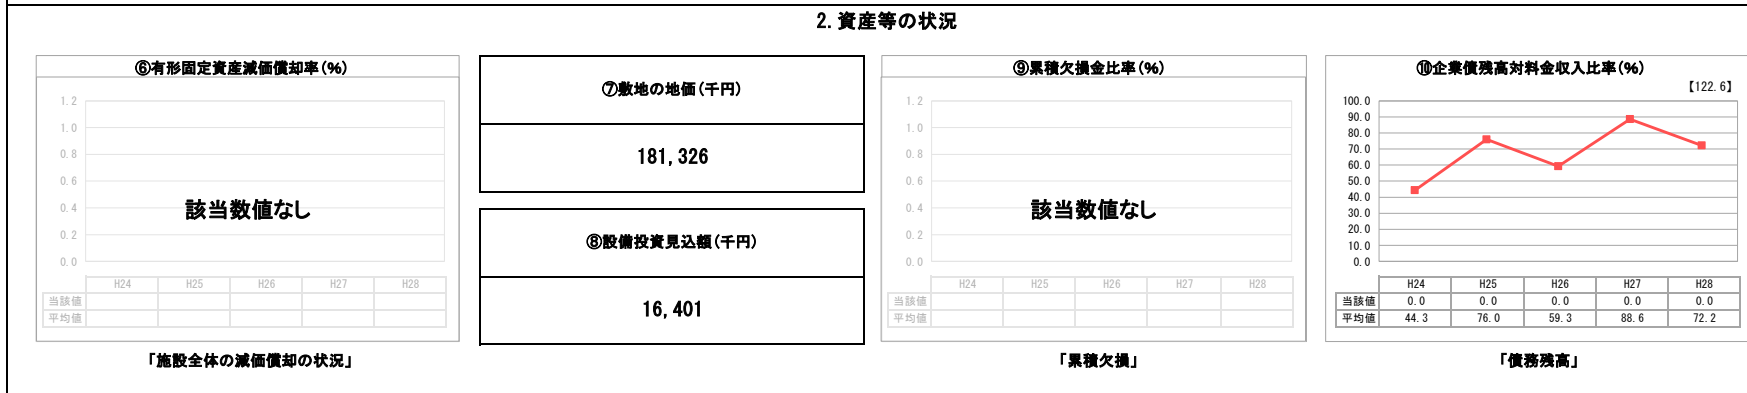 2.資産等の状況
⑥有形固定資産減価償却率(%)
1.2
1.0
0.8
0.6
0.4
0.2
0.0
該当数値なし
H24 H25 H26 H27 H28
当該値
平均値
「施設全体の減価償却の状況」
⑦敷地の地価(千円)
181,326
⑧設備投資見込額(千円)
16,401
⑨累積欠損金比率(%)
1.2
1.0
0.8
0.6
0.4
0.2
0.0
該当数値なし
H24 H25 H26 H27 H28
当該値
平均値
「累積欠損」
⑩企業債残高対料金収入比率(%)
【122.6】
100.0
90.0
80.0
70.0
60.0
50.0
40.0
30.0
20.0
10.0
0.0
H24 H25 H26 H27 H28
当該値 0.0 0.0 0.0 0.0 0.0
平均値 44.3 76.0 59.3 88.6 72.2
「債務残高」